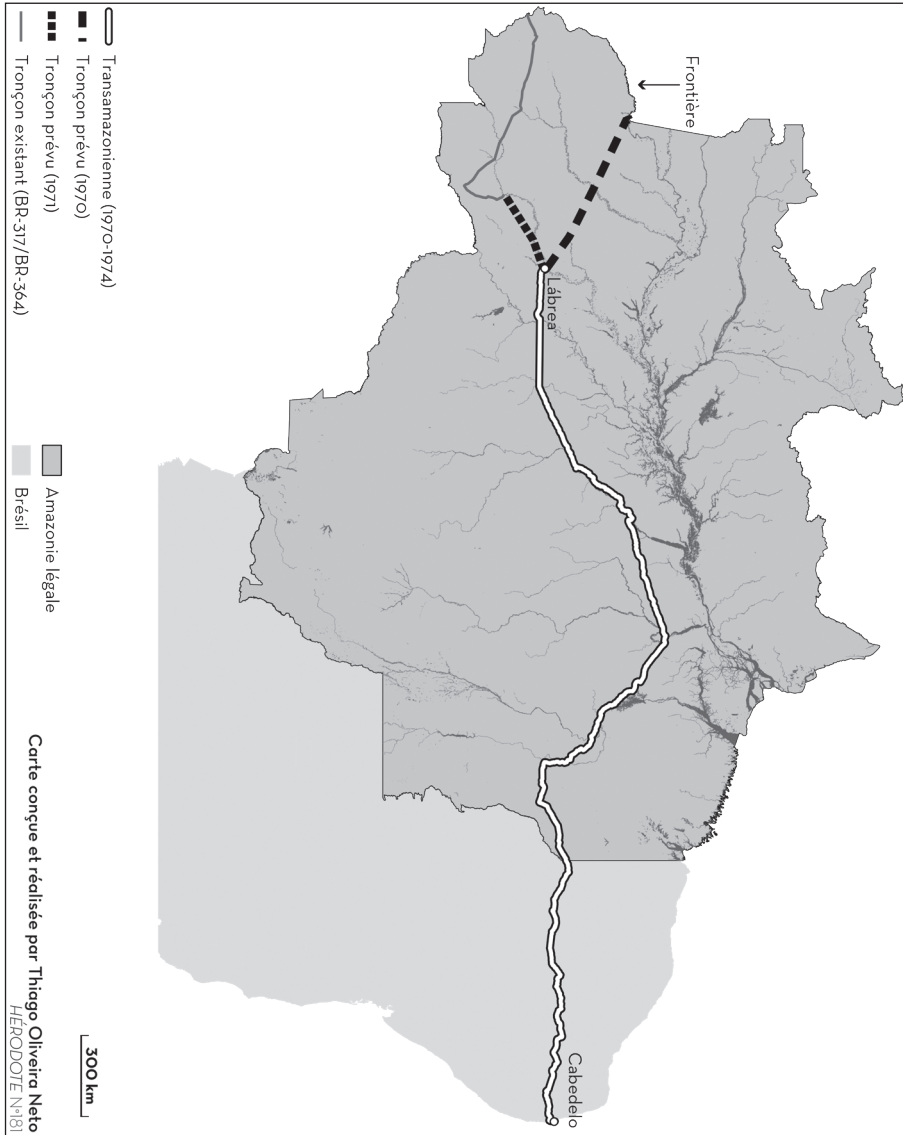 Frontière
Lábrea
Cabedelo
Transamazonienne (1970-1974)
Tronçon prévu (1970)
Tronçon prévu (1971)
Tronçon existant (BR-317/BR-364)
Amazonie légale
Brésil
300 km
Carte conçue et réalisée par Thiago Oliveira Neto
HÉRODOTE N°181